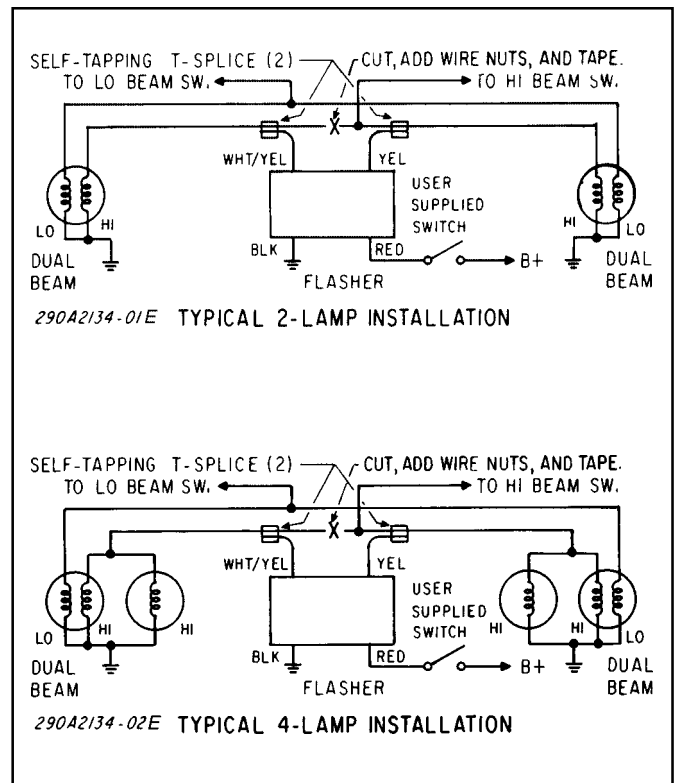 SELF-TAPPING T-SPLICE (2)
CUT, ADD WIRE NUTS, AND TAPE.
TO LO BEAM SW.
TO HI BEAM SW.
WHT/YEL
YEL
USER
SUPPLIED
SWITCH
LO
HI
HI
LO
BLK
RED
B+
DUAL
BEAM
FLASHER
DUAL
BEAM
290A2134-01E TYPICAL 2-LAMP INSTALLATION
SELF-TAPPING T-SPLICE (2)
CUT, ADD WIRE NUTS, AND TAPE.
TO LO BEAM SW.
TO HI BEAM SW.
WHT/YEL
YEL
USER
SUPPLIED
SWITCH
LO
HI
HI
HI
HI
LO
BLK
RED
B+
DUAL
BEAM
FLASHER
DUAL
BEAM
290A2134-02E TYPICAL 4-LAMP INSTALLATION